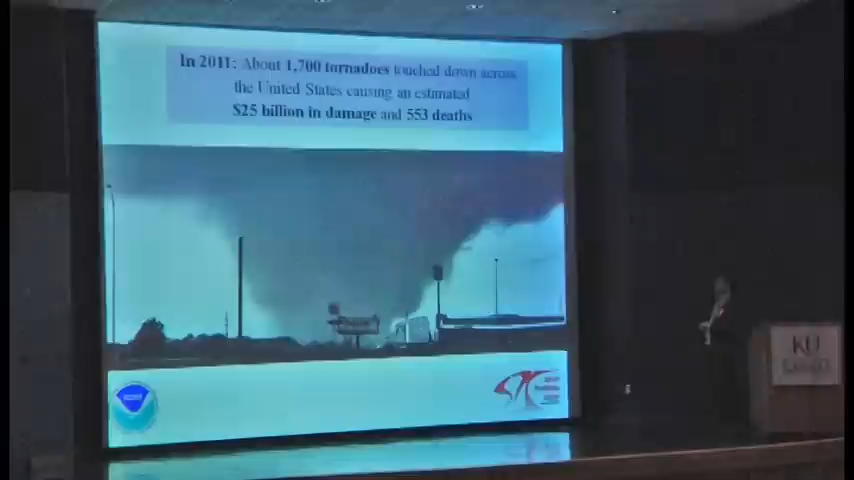 In 2011: About 1,700 tornadoes touched down across
the United States causing an estimated
$25 billion in damage and 553 deaths
KU